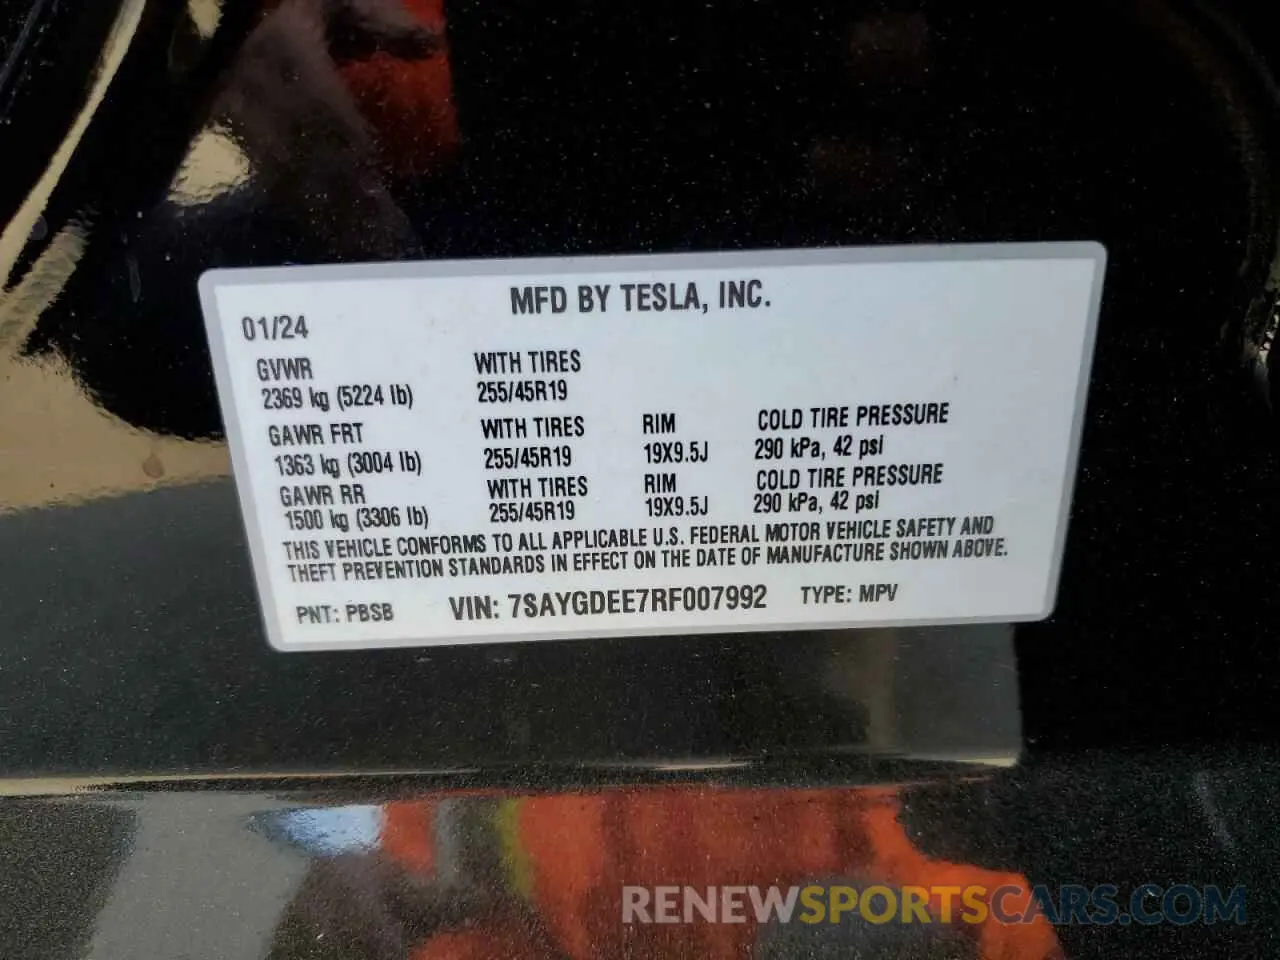 MFD BY TESLA, INC.
01/24
GVWR WITH TIRES
2369 kg (5224 lb) 255/45R19
GAWR FRT WITH TIRES RIM COLD TIRE PRESSURE
1363 kg (3004 lb) 255/45R19 19X9.5J 290 kPa, 42 psi
GAWR RR WITH TIRES RIM COLD TIRE PRESSURE
1500 kg (3306 lb) 255/45R19 19X9.5J 290 kPa, 42 psi
THIS VEHICLE CONFORMS TO ALL APPLICABLE U.S. FEDERAL MOTOR VEHICLE SAFETY AND
THEFT PREVENTION STANDARDS IN EFFECT ON THE DATE OF MANUFACTURE SHOWN ABOVE.
PNT: PBSB VIN: 7SAYGDEE7RF007992 TYPE: MPV
RENEWSPORTSCARS.COM